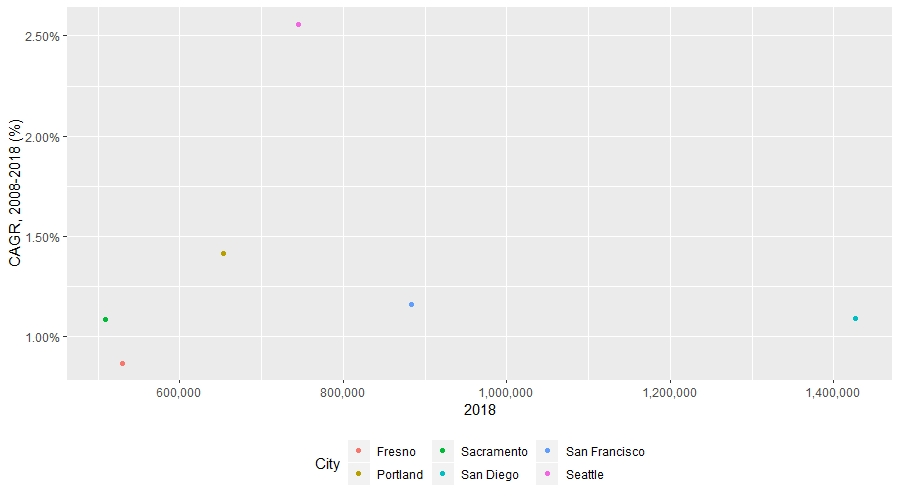 CAGR, 2008-2018 (%)
2.50%
2.00%
1.50%
1.00%
600,000 800,000 1,000,000 1,200,000 1,400,000
2018
City
Fresno Sacramento San Francisco
Portland San Diego Seattle